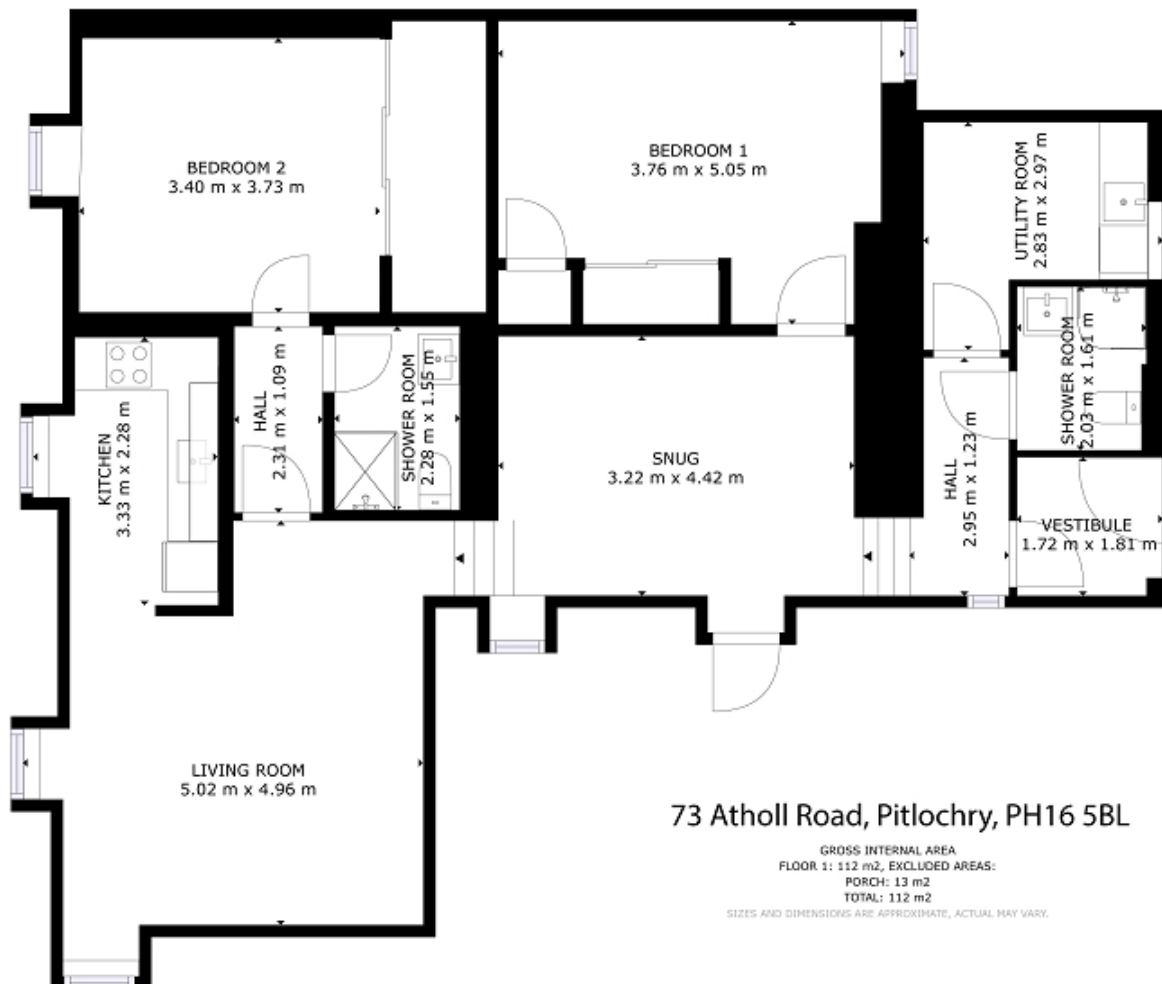 BEDROOM 2
3.40 m x 3.73 m
BEDROOM 1
3.76 m x 5.05 m
UTILITY ROOM
2.83 m x 2.97 m
KITCHEN
3.33 m x 2.28 m
HALL
2.31 m x 1.09 m
SHOWER ROOM
2.28 m x 1.55 m
SNUG
3.22 m x 4.42 m
HALL
2.95 m x 1.23 m
SHOWER ROOM
2.03 m x 1.61 m
VESTIBULE
1.72 m x 1.81 m
LIVING ROOM
5.02 m x 4.96 m
73 Atholl Road, Pitlochry, PH16 5BL
GROSS INTERNAL AREA
FLOOR 1: 112 m2, EXCLUDED AREAS:
PORCH: 13 m2
TOTAL: 112 m2
SIZES AND DIMENSIONS ARE APPROXIMATE, ACTUAL MAY VARY.